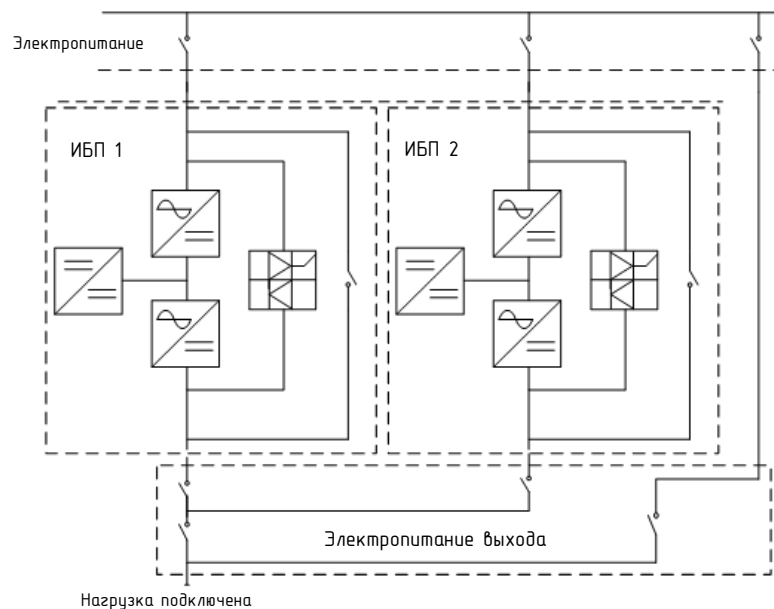 Электропитание
ИБП 1
ИБП 2
Электропитание выхода
Нагрузка подключена